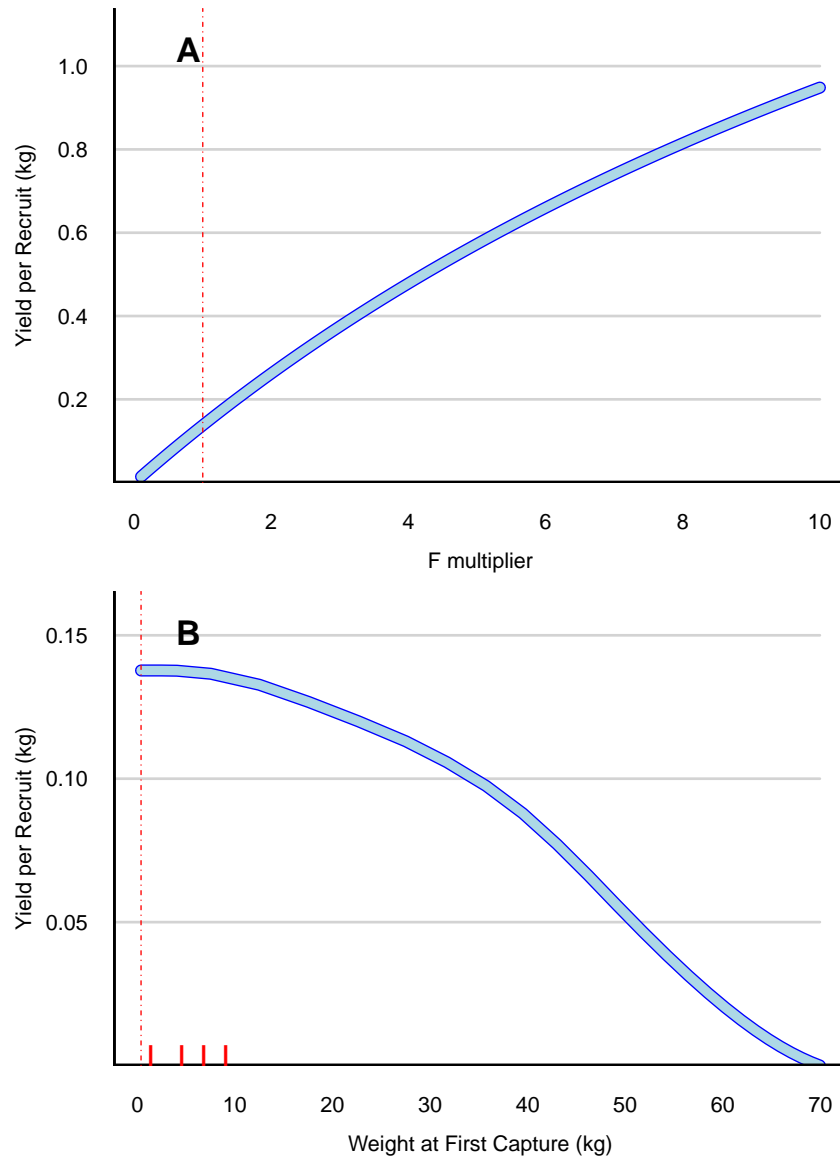 A
1.0
0.8
0.6
0.4
0.2
Yield per Recruit (kg)
0 2 4 6 8 10
F multiplier
B
0.15
0.10
0.05
Yield per Recruit (kg)
0 10 20 30 40 50 60 70
Weight at First Capture (kg)